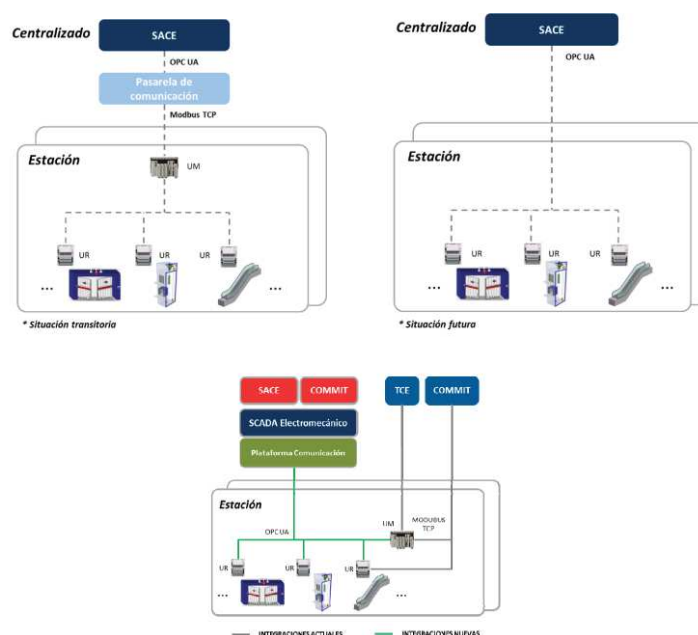 Centralizado
SACE
OPC UA
Pasarela de
comunicación
Modbus TCP
Estación
UM
UR
UR
UR
...
...
* Situación transitoria
Centralizado
SACE
OPC UA
Estación
UR
UR
UR
...
...
* Situación futura
SACE
COMMIT
TCE
COMMIT
SCADA Electromecánico
Plataforma Comunicación
Estación
OPC UA
UM
MODUBUS
TCP
UR
UR
UR
...
...
INTEGRACIONES ACTUALES
INTEGRACIONES NUEVAS